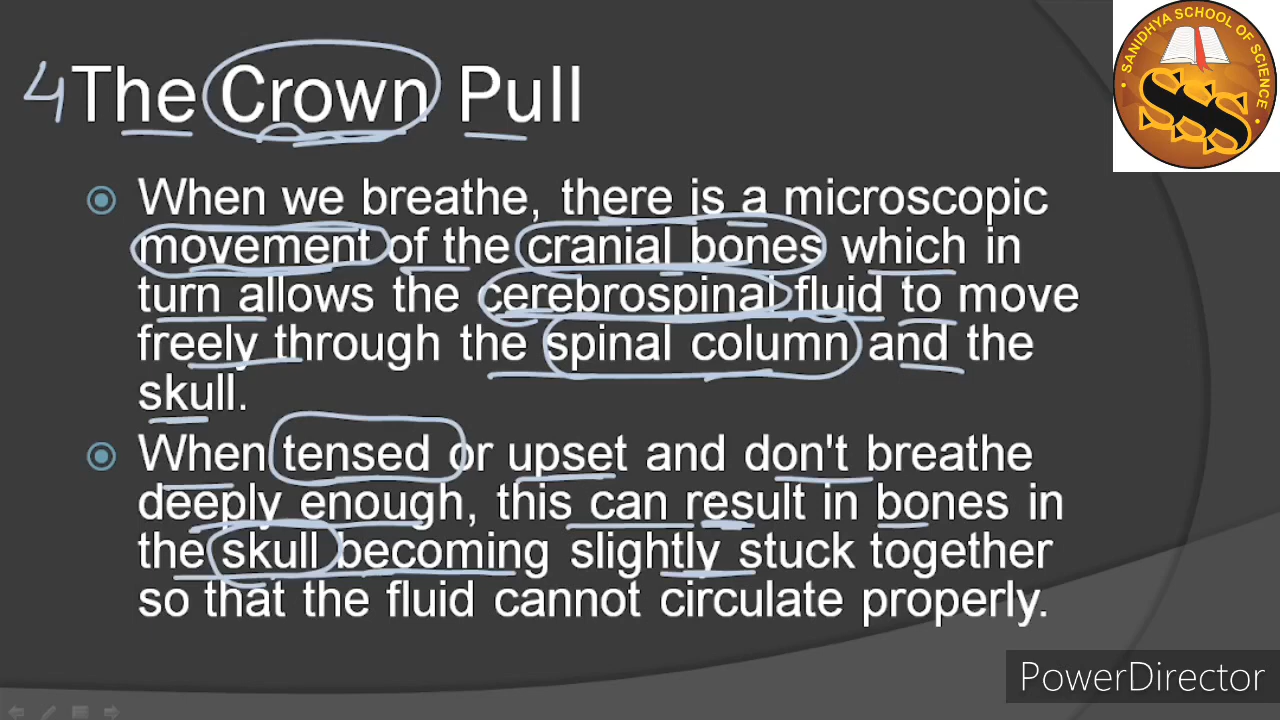 4 The Crown Pull
SANIDHYA SCHOOL OF SCIENCE
SSS
When we breathe, there is a microscopic
movement of the cranial bones which in
turn allows the cerebrospinal fluid to move
freely through the spinal column and the
skull.
When tensed or upset and don't breathe
deeply enough, this can result in bones in
the skull becoming slightly stuck together
so that the fluid cannot circulate properly.
PowerDirector